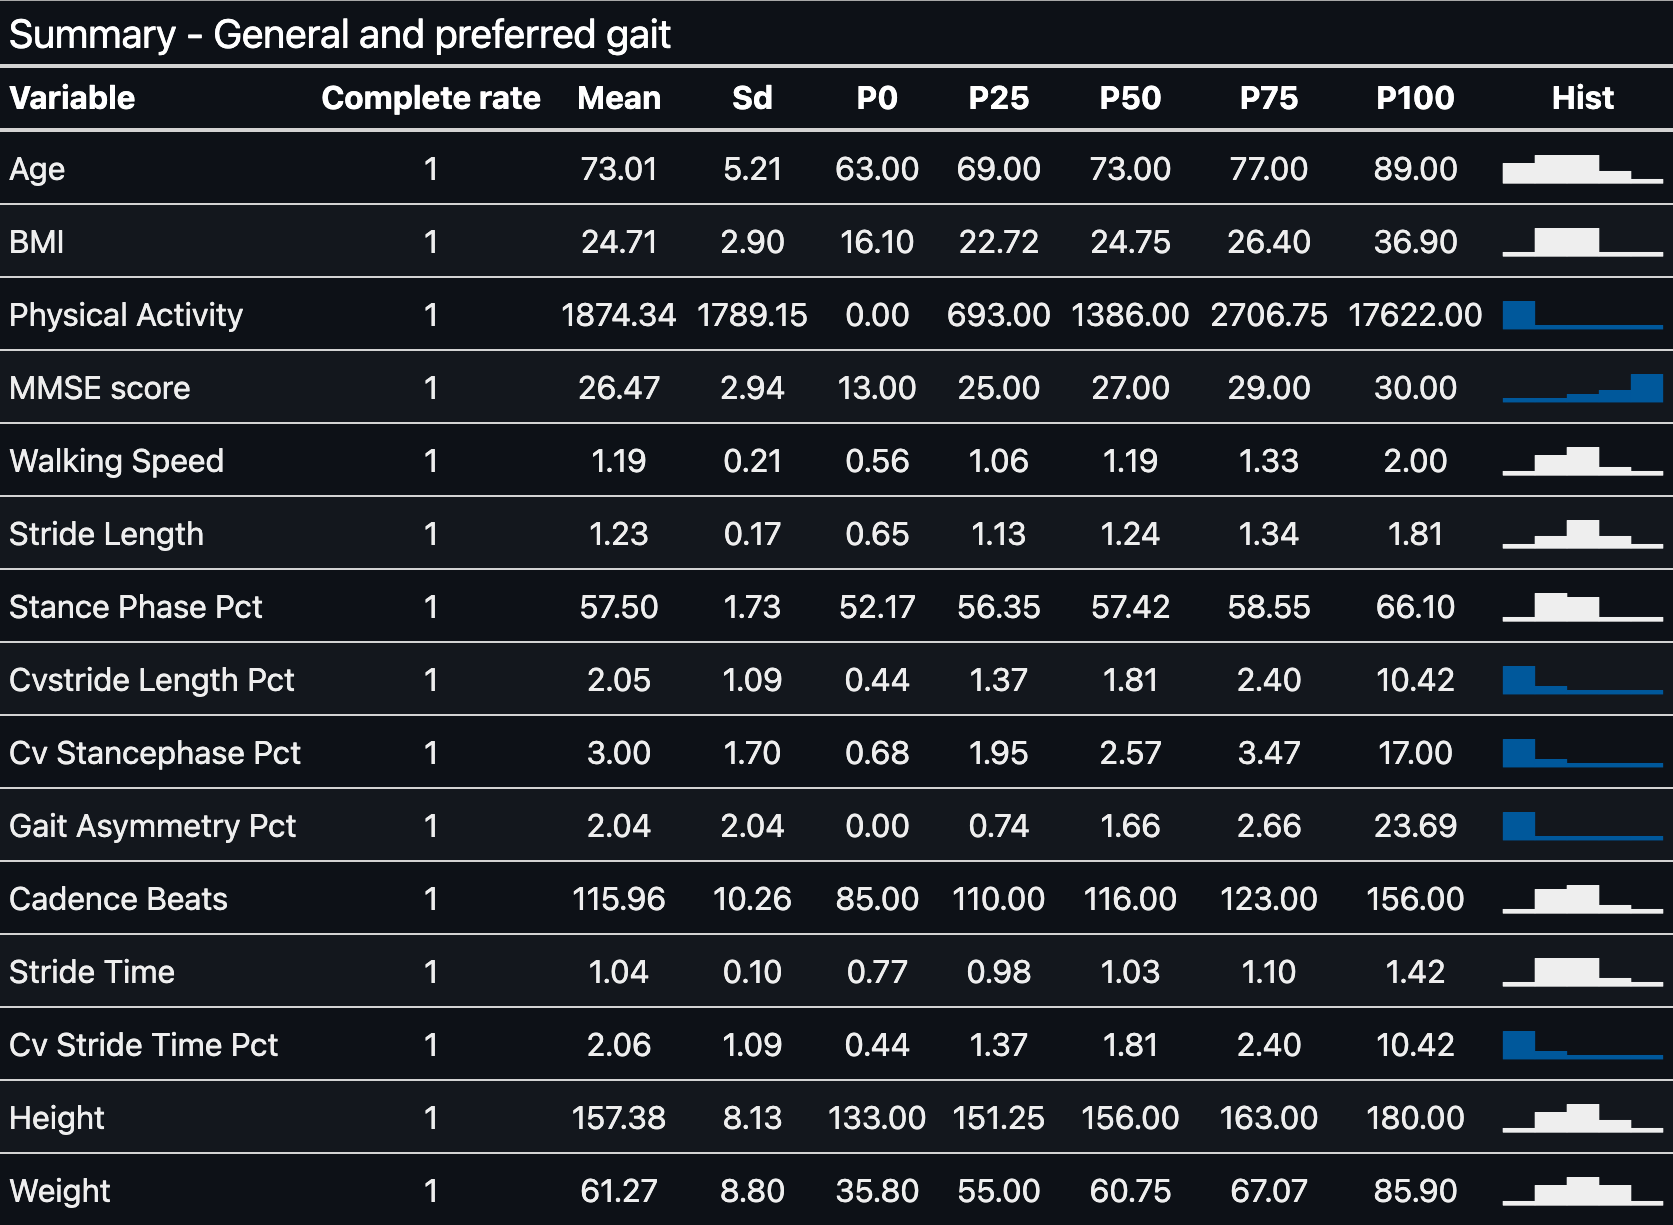 Summary - General and preferred gait
Variable Complete rate Mean Sd P0 P25 P50 P75 P100 Hist
Age 1 73.01 5.21 63.00 69.00 73.00 77.00 89.00
BMI 1 24.71 2.90 16.10 22.72 24.75 26.40 36.90
Physical Activity 1 1874.34 1789.15 0.00 693.00 1386.00 2706.75 17622.00
MMSE score 1 26.47 2.94 13.00 25.00 27.00 29.00 30.00
Walking Speed 1 1.19 0.21 0.56 1.06 1.19 1.33 2.00
Stride Length 1 1.23 0.17 0.65 1.13 1.24 1.34 1.81
Stance Phase Pct 1 57.50 1.73 52.17 56.35 57.42 58.55 66.10
Cvstride Length Pct 1 2.05 1.09 0.44 1.37 1.81 2.40 10.42
Cv Stancephase Pct 1 3.00 1.70 0.68 1.95 2.57 3.47 17.00
Gait Asymmetry Pct 1 2.04 2.04 0.00 0.74 1.66 2.66 23.69
Cadence Beats 1 115.96 10.26 85.00 110.00 116.00 123.00 156.00
Stride Time 1 1.04 0.10 0.77 0.98 1.03 1.10 1.42
Cv Stride Time Pct 1 2.06 1.09 0.44 1.37 1.81 2.40 10.42
Height 1 157.38 8.13 133.00 151.25 156.00 163.00 180.00
Weight 1 61.27 8.80 35.80 55.00 60.75 67.07 85.90